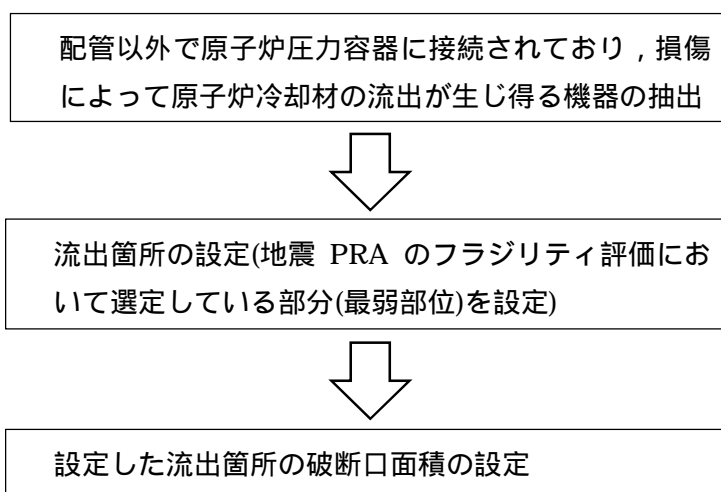 配管以外で原子炉圧力容器に接続されており，損傷
によって原子炉冷却材の流出が生じ得る機器の抽出
流出箇所の設定(地震 PRA のフラジリティ評価にお
いて選定している部分(最弱部位)を設定)
設定した流出箇所の破断口面積の設定